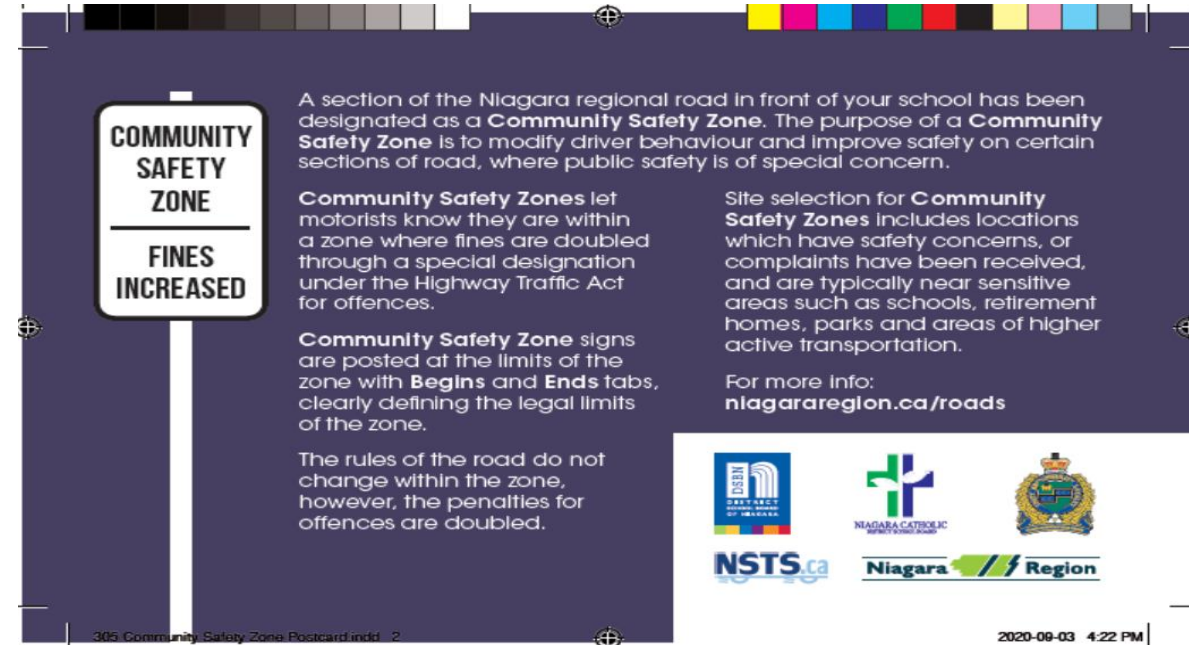 COMMUNITY
SAFETY
ZONE
FINES
INCREASED
A section of the Niagara regional road in front of your school has been
designated as a Community Safety Zone. The purpose of a Community
Safety Zone is to modify driver behaviour and improve safety on certain
sections of road, where public safety is of special concern.
Community Safety Zones let
motorists know they are within
a zone where fines are doubled
through a special designation
under the Highway Traffic Act
for offences.
Community Safety Zone signs
are posted at the limits of the
zone with Begins and Ends tabs,
clearly defining the legal limits
of the zone.
The rules of the road do not
change within the zone,
however, the penalties for
offences are doubled.
Site selection for Community
Safety Zones includes locations
which have safety concerns, or
complaints have been received,
and are typically near sensitive
areas such as schools, retirement
homes, parks and areas of higher
active transportation.
For more info:
niagararegion.ca/roads
DSBN
DISTRICT
SCHOOL BOARD
OF NIAGARA
NIAGARA CATHOLIC
DISTRICT SCHOOL BOARD
NSTS.ca
Niagara Region
305 Community Safety Zone Postcard.indd 2
2020-09-03 4:22 PM